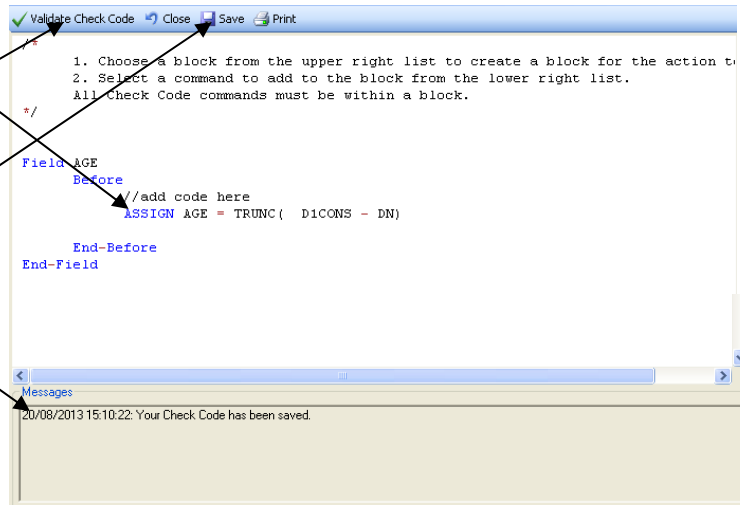 Validate Check Code Close Save Print
/*
1. Choose a block from the upper right list to create a block for the action t
2. Select a command to add to the block from the lower right list.
All Check Code commands must be within a block.
*/
Field AGE
Before
//add code here
ASSIGN AGE = TRUNC( D1CONS - DN)
End-Before
End-Field
Messages
20/08/2013 15:10:22: Your Check Code has been saved.